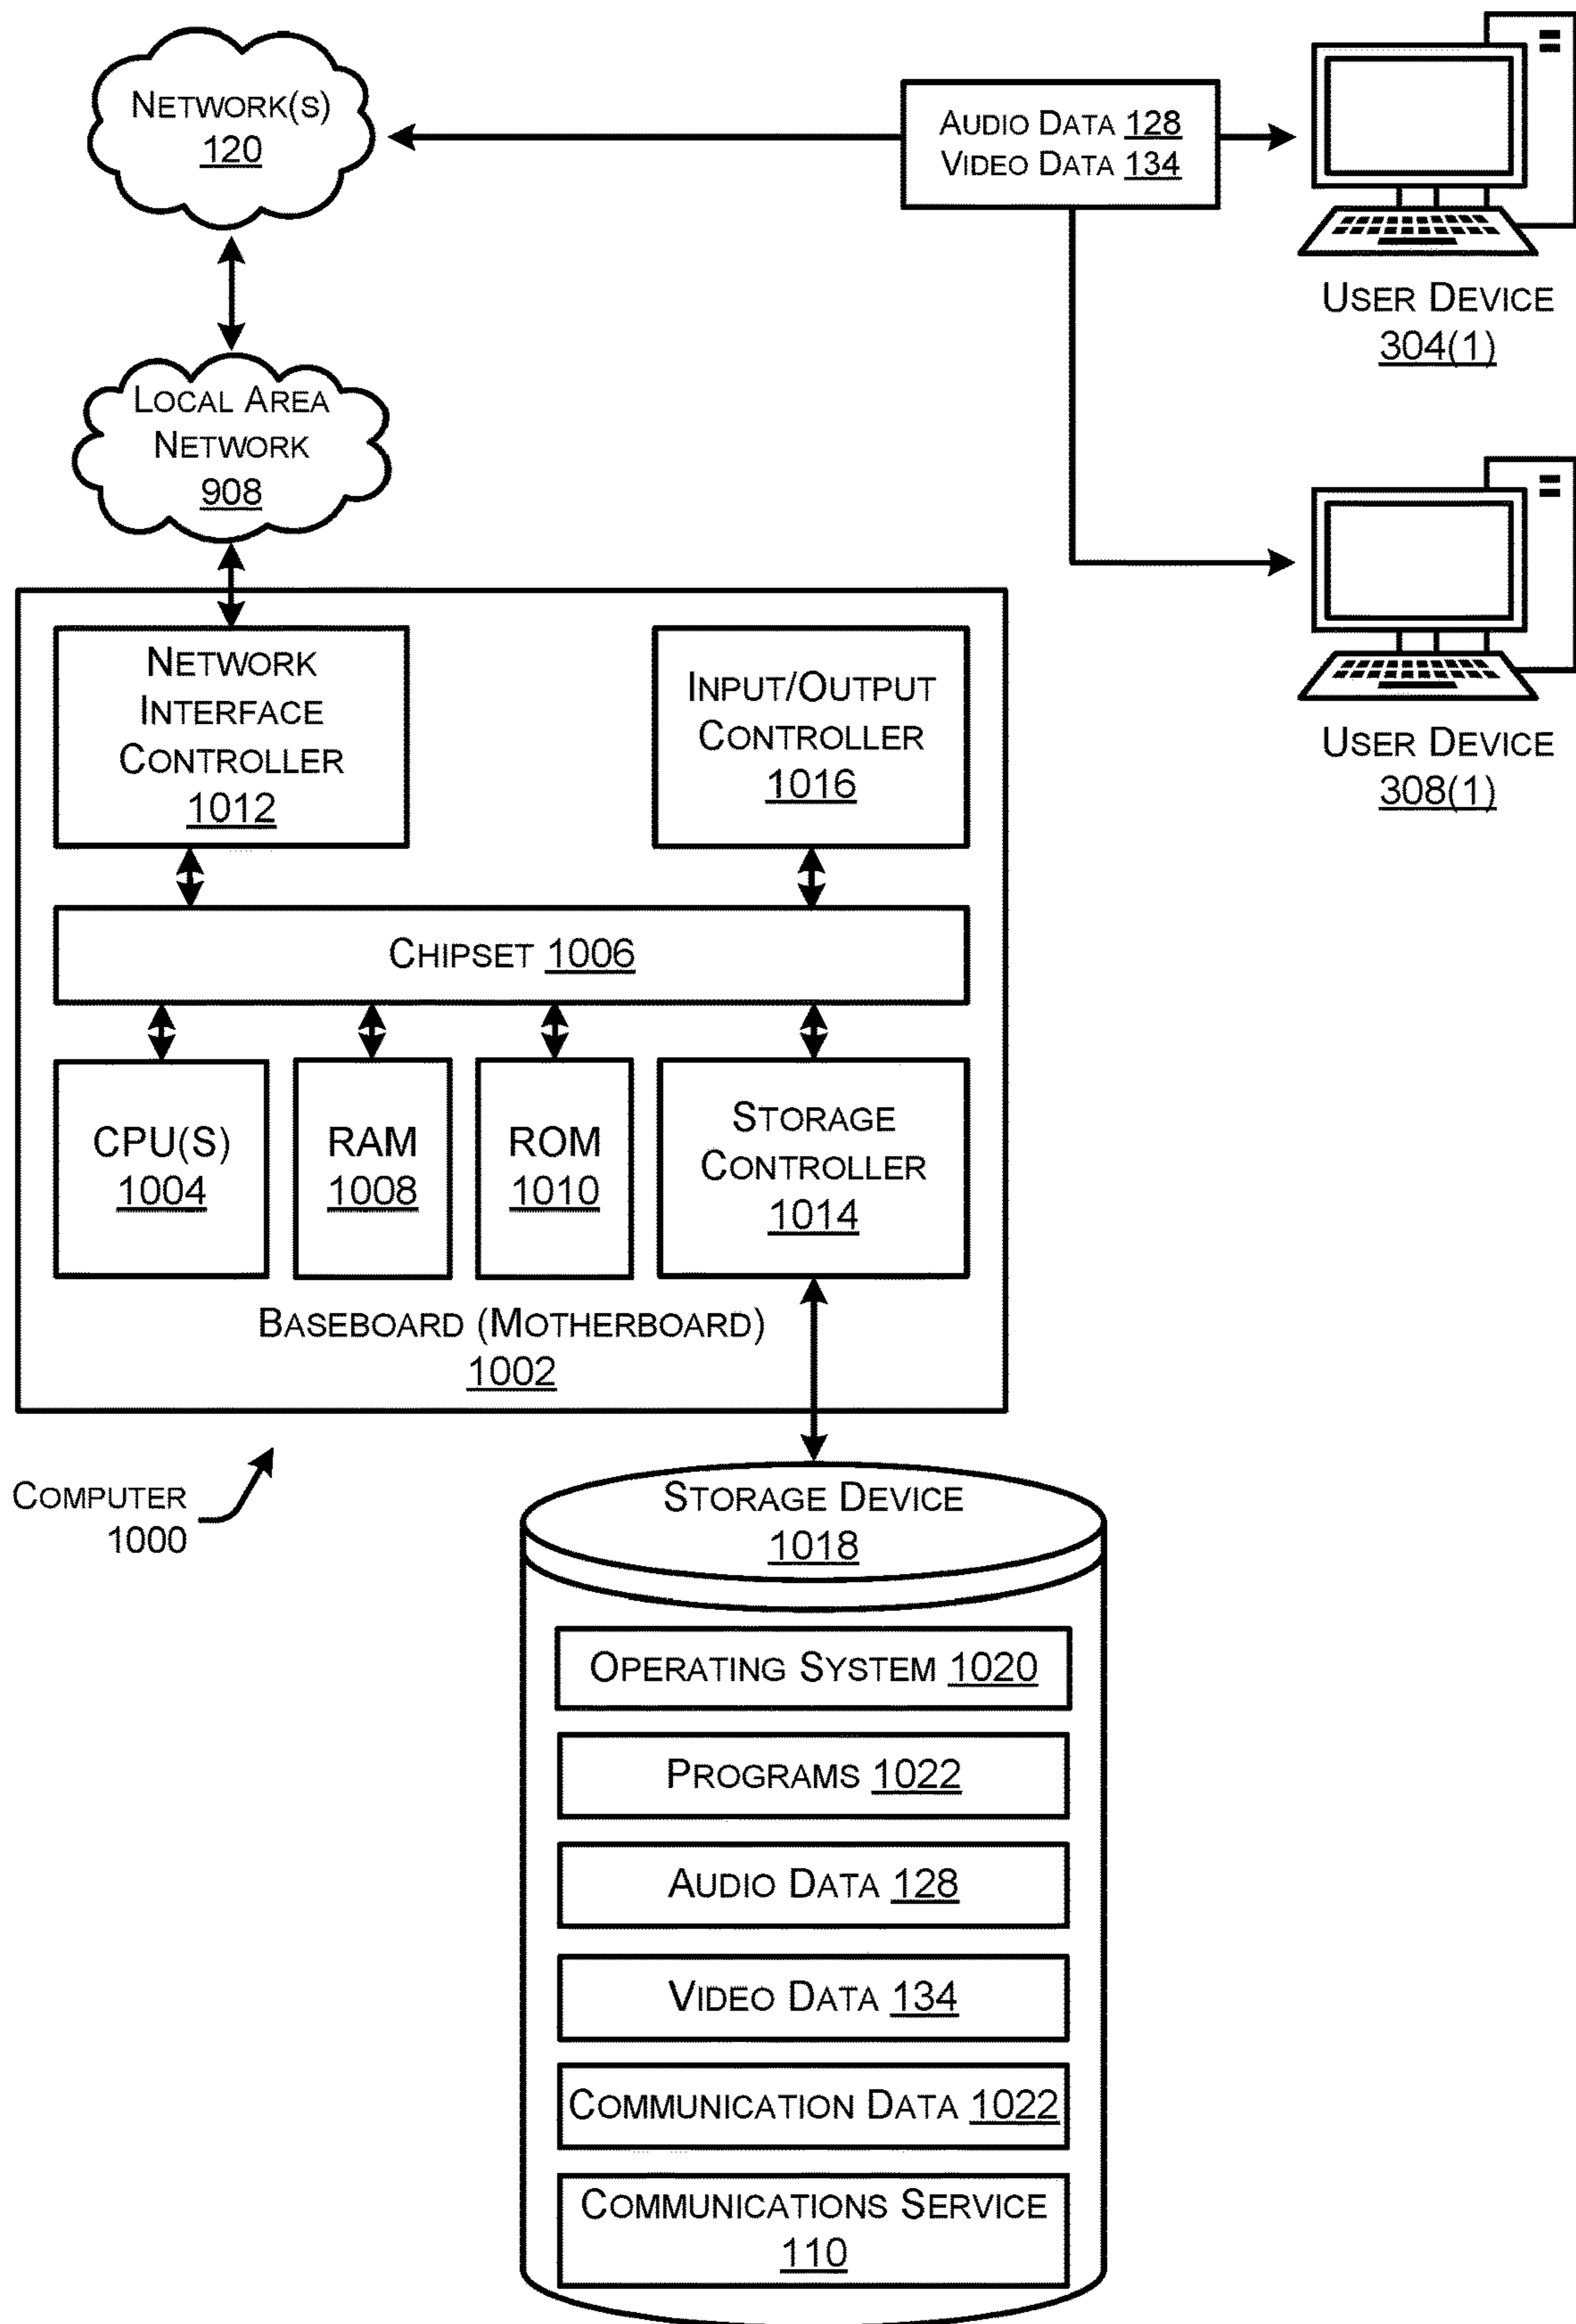 NETWORK(S)
120
AUDIO DATA 128
VIDEO DATA 134
USER DEVICE
304(1)
LOCAL AREA
NETWORK
908
USER DEVICE
308(1)
NETWORK
INTERFACE
CONTROLLER
1012
INPUT/OUTPUT
CONTROLLER
1016
CHIPSET 1006
CPU(S)
1004
RAM
1008
ROM
1010
STORAGE
CONTROLLER
1014
BASEBOARD (MOTHERBOARD)
1002
COMPUTER
1000
STORAGE DEVICE
1018
OPERATING SYSTEM 1020
PROGRAMS 1022
AUDIO DATA 128
VIDEO DATA 134
COMMUNICATION DATA 1022
COMMUNICATIONS SERVICE
110